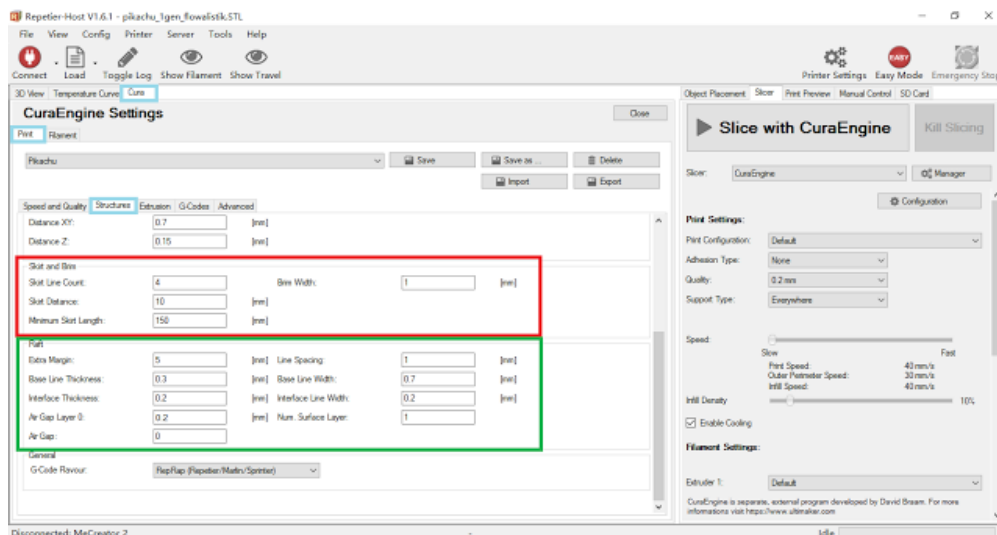 Repetier-Host V1.6.1 - pikachu_1gen_flowalistik.STL
File View Config Printer Server Tools Help
Connect Load Toggle Log Show Filament Show Travel Printer Settings Easy Mode Emergency Stop
EASY
3D View Temperature Curve Cura Object Placement Slicer Print Preview Manual Control SD Card
CuraEngine Settings Close
Print Filament
Slice with CuraEngine Kill Slicing
Pikachu Save Save as ... Delete
Import Export
Slicer: CuraEngine Manager
Configuration
Speed and Quality Structures Extrusion G-Codes Advanced
Distance XY: 0.7 [mm]
Distance Z: 0.15 [mm]
Skirt and Brim
Skirt Line Count: 4 Brim Width: 1 [mm]
Skirt Distance: 10 [mm]
Minimum Skirt Length: 150 [mm]
Raft
Extra Margin: 5 [mm] Line Spacing: 1 [mm]
Base Line Thickness: 0.3 [mm] Base Line Width: 0.7 [mm]
Interface Thickness: 0.2 [mm] Interface Line Width: 0.2 [mm]
Air Gap Layer 0: 0.2 [mm] Num. Surface Layer: 1
Air Gap: 0
General
G-Code Flavour: RepRap (Repetier/Marlin/Sprinter)
Print Settings:
Print Configuration: Default
Adhesion Type: None
Quality: 0.2 mm
Support Type: Everywhere
Speed:
Slow Fast
Print Speed: 40 mm/s
Outer Perimeter Speed: 30 mm/s
Infill Speed: 40 mm/s
Infill Density 10%
Enable Cooling
Filament Settings:
Extruder 1: Default
CuraEngine is separate, external program developed by David Braam. For more
informations visit https://www.ultimaker.com
Disconnected: MeCreator 2 - Idle